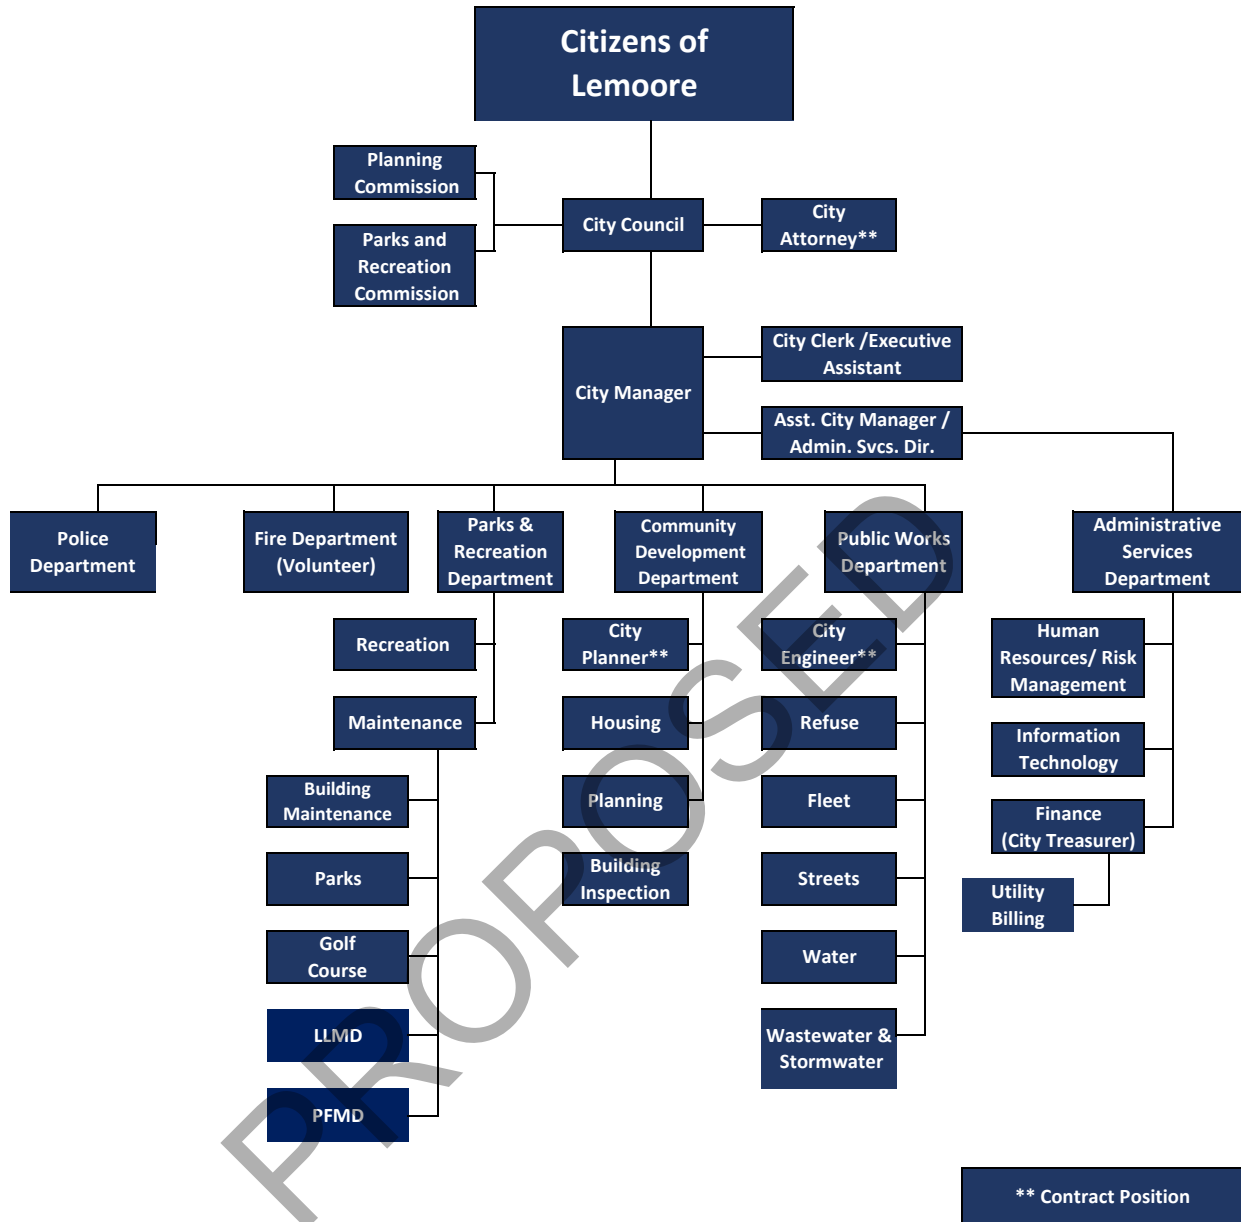 Citizens of
Lemoore
Planning
Commission
City Council
City
Attorney**
Parks and
Recreation
Commission
City Manager
City Clerk /Executive
Assistant
Asst. City Manager /
Admin. Svcs. Dir.
Police
Department
Fire Department
(Volunteer)
Parks &
Recreation
Department
Community
Development
Department
Public Works
Department
Administrative
Services
Department
Recreation
Maintenance
Building
Maintenance
Parks
Golf
Course
LLMD
PFMD
City
Planner**
Housing
Planning
Building
Inspection
City
Engineer**
Refuse
Fleet
Streets
Water
Wastewater &
Stormwater
Human
Resources/ Risk
Management
Information
Technology
Finance
(City Treasurer)
Utility
Billing
PROPOSED
** Contract Position